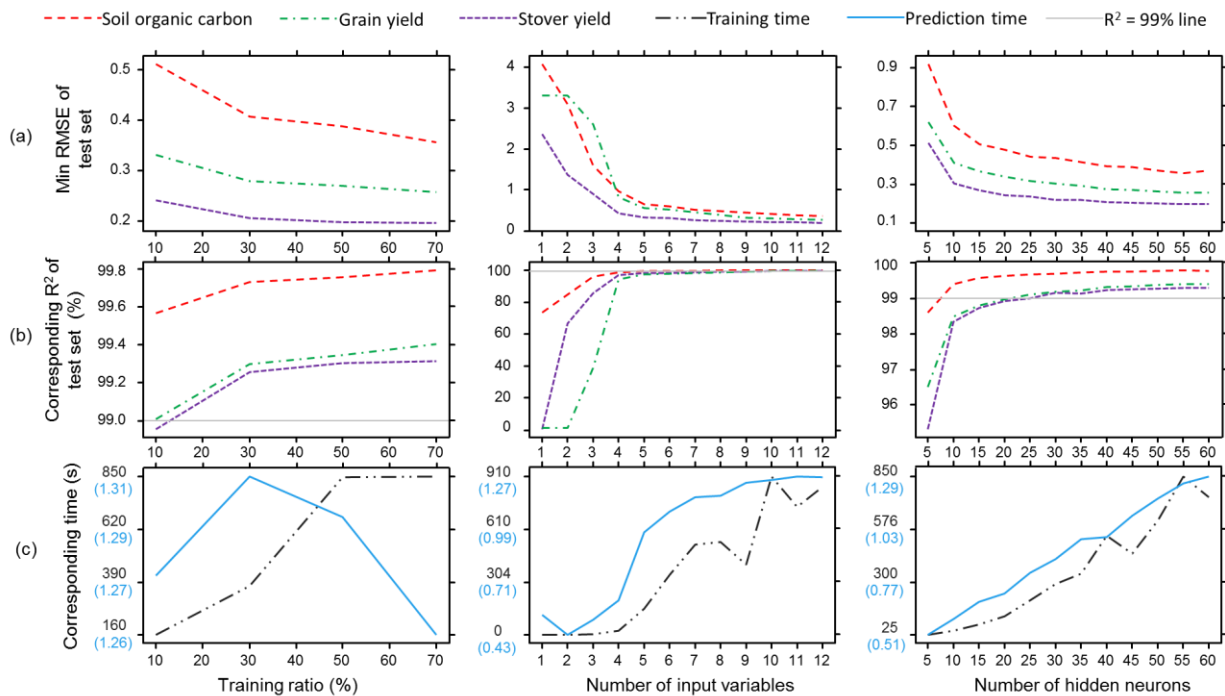 Soil organic carbon Grain yield Stover yield Training time Prediction time R² = 99% line
(a)
Min RMSE of
test set
0.5
0.4
0.3
0.2
10 20 30 40 50 60 70
4
3
2
1
0
1 2 3 4 5 6 7 8 9 10 11 12
0.9
0.7
0.5
0.3
0.1
5 10 15 20 25 30 35 40 45 50 55 60
(b)
Corresponding R² of
test set (%)
99.8
99.6
99.4
99.2
99.0
10 20 30 40 50 60 70
100
80
60
40
20
0
1 2 3 4 5 6 7 8 9 10 11 12
100
99
98
97
96
5 10 15 20 25 30 35 40 45 50 55 60
(c)
Corresponding time (s)
850
(1.31)
620
(1.29)
390
(1.27)
160
(1.26)
10 20 30 40 50 60 70
Training ratio (%)
910
(1.27)
610
(0.99)
304
(0.71)
0
(0.43)
1 2 3 4 5 6 7 8 9 10 11 12
Number of input variables
850
(1.29)
576
(1.03)
300
(0.77)
25
(0.51)
5 10 15 20 25 30 35 40 45 50 55 60
Number of hidden neurons